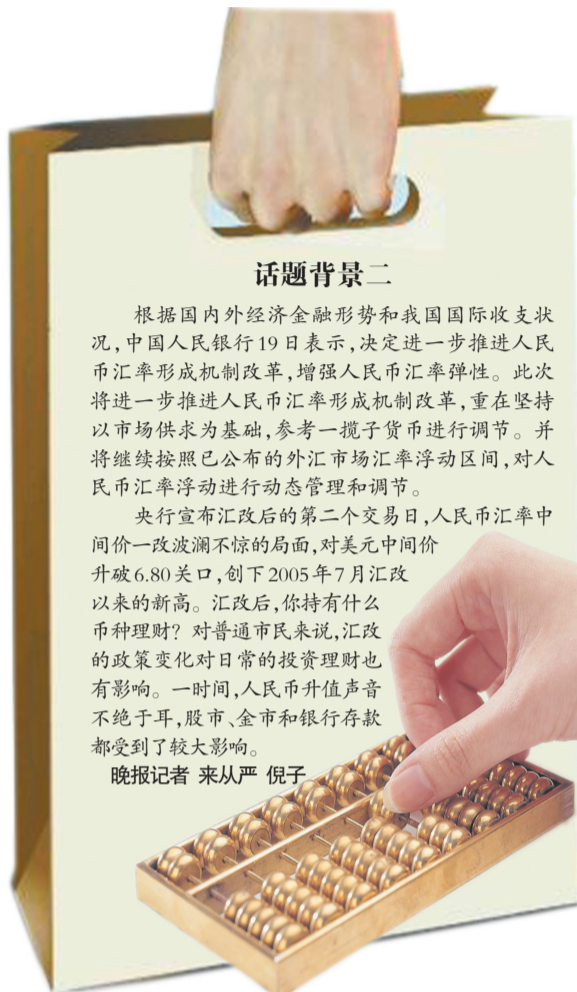 话题背景二
根据国内外经济金融形势和我国国际收支状
况,中国人民银行19日表示,决定进一步推进人民
币汇率形成机制改革,增强人民币汇率弹性。此次
将进一步推进人民币汇率形成机制改革,重在坚持
以市场供求为基础,参考一揽子货币进行调节。并
将继续按照已公布的外汇市场汇率浮动区间,对人
民币汇率浮动进行动态管理和调节。
央行宣布汇改后的第二个交易日,人民币汇率中
间价一改波澜不惊的局面,对美元中间价
升破6.80关口,创下2005年7月汇改
以来的新高。汇改后,你持有什么
币种理财?对普通市民来说,汇改
的政策变化对日常的投资理财也
有影响。一时间,人民币升值声音
不绝于耳,股市、金市和银行存款
都受到了较大影响。
晚报记者 来从严 倪子